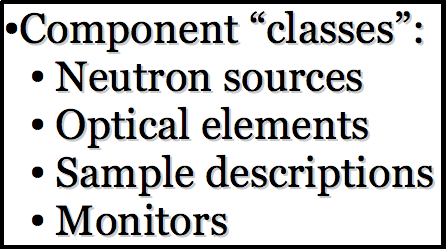 •Component “classes”:
• Neutron sources
• Optical elements
• Sample descriptions
• Monitors